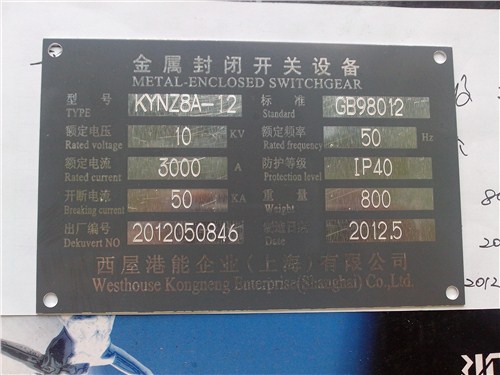 金属封闭开关设备
METAL-ENCLOSED SWITCHGEAR
型 号 TYPE KYNZ8A-12 标 准 Standard GB98012
额定电压 Rated voltage 10 KV 额定频率 Rated frequency 50 Hz
额定电流 Rated current 3000 A 防护等级 Protection level IP40
开断电流 Breaking current 50 KA 重 量 Weight 800
出厂编号 Dekuvert NO 2012050846 制造日期 Date 2012.5
西屋港能企业(上海)有限公司
Westhouse Kongneng Enterprise(Shanghai) Co.,Ltd.